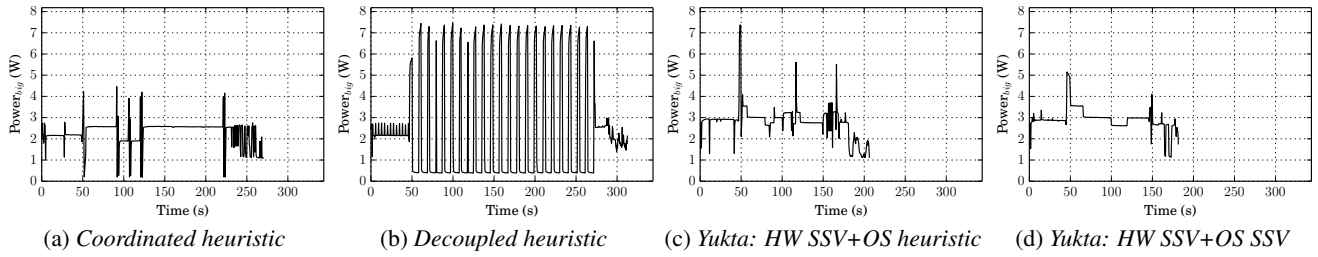 8
7
6
5
4
3
2
1
0
Power_big (W)
0 50 100 150 200 250 300
Time (s)
(a) Coordinated heuristic
8
7
6
5
4
3
2
1
0
Power_big (W)
0 50 100 150 200 250 300
Time (s)
(b) Decoupled heuristic
8
7
6
5
4
3
2
1
0
Power_big (W)
0 50 100 150 200 250 300
Time (s)
(c) Yukta: HW SSV+OS heuristic
8
7
6
5
4
3
2
1
0
Power_big (W)
0 50 100 150 200 250 300
Time (s)
(d) Yukta: HW SSV+OS SSV